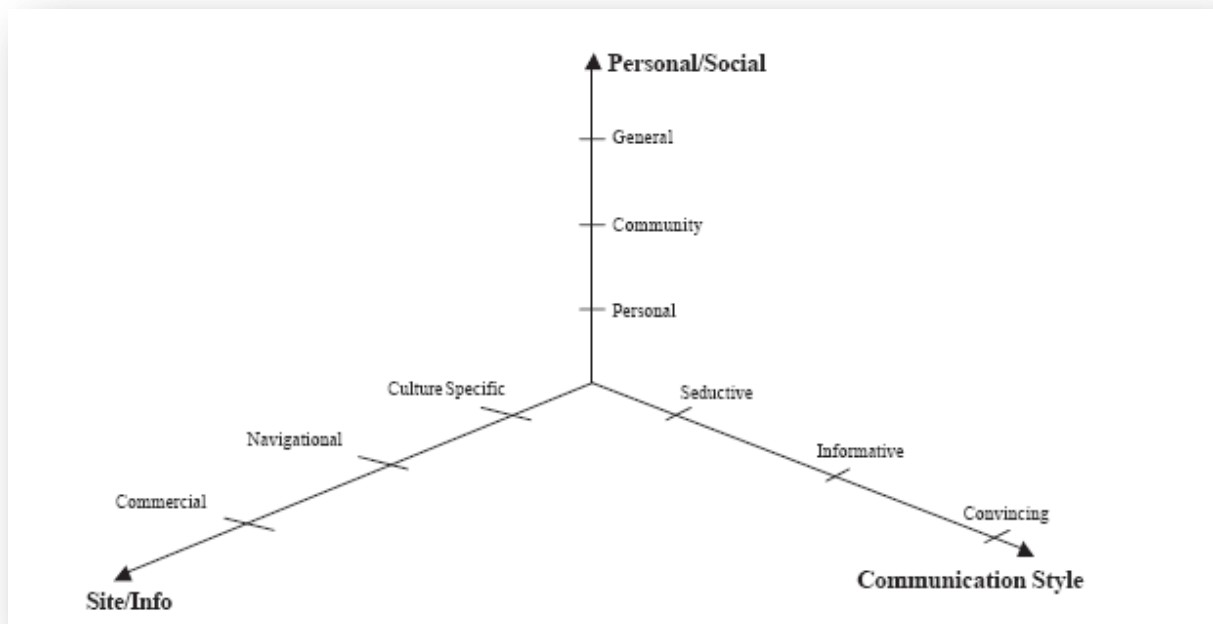 Personal/Social
General
Community
Personal
Culture Specific
Seductive
Navigational
Informative
Commercial
Convincing
Communication Style
Site/Info